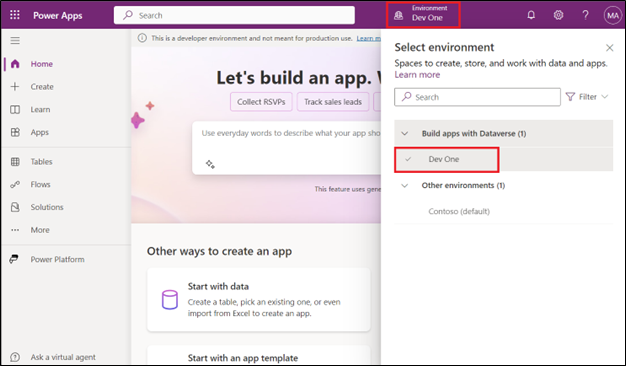 Power Apps
Search
Environment
Dev One
MA
Home
Create
Learn
Apps
Tables
Flows
Solutions
More
Power Platform
Ask a virtual agent
This is a developer environment and not meant for production use. Learn
Let's build an app. W
Collect RSVPs
Track sales leads
Use everyday words to describe what your app sho
This feature uses gene
Other ways to create an app
Start with data
Create a table, pick an existing one, or even
import from Excel to create an app.
Start with an app template
Select environment
Spaces to create, store, and work with data and apps.
Learn more
Search
Filter
Build apps with Dataverse (1)
Dev One
Other environments (1)
Contoso (default)